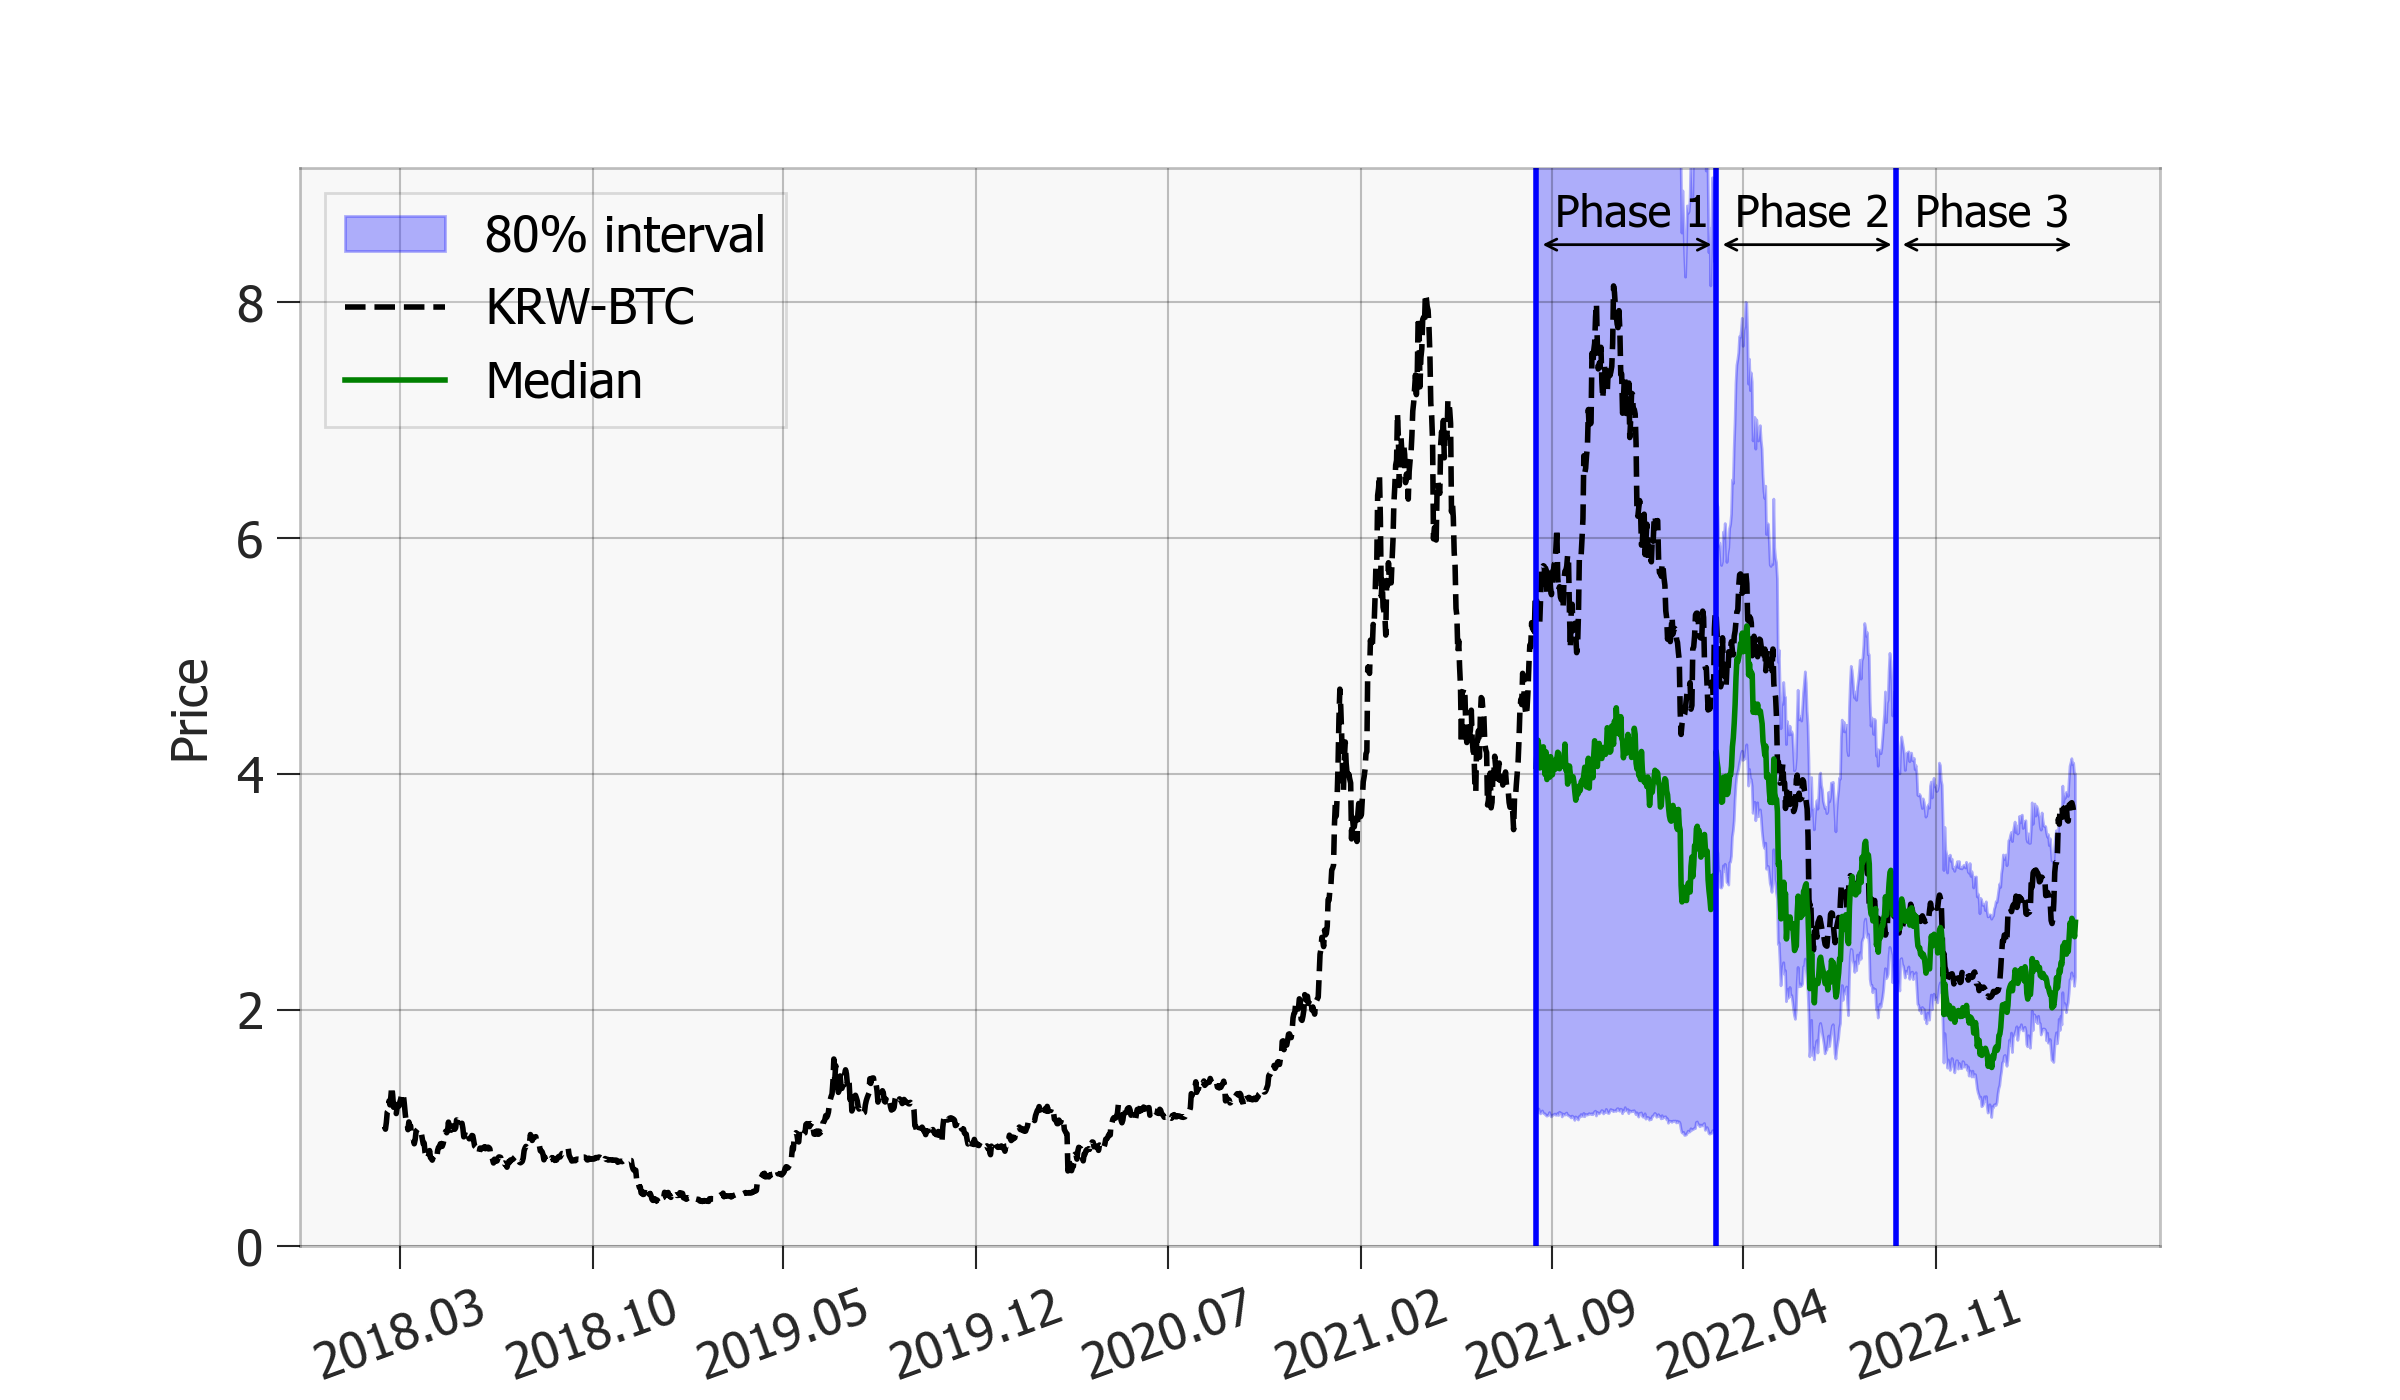 80% interval
KRW-BTC
Median
Phase 1
Phase 2
Phase 3
Price
8
6
4
2
0
2018.03
2018.10
2019.05
2019.12
2020.07
2021.02
2021.09
2022.04
2022.11